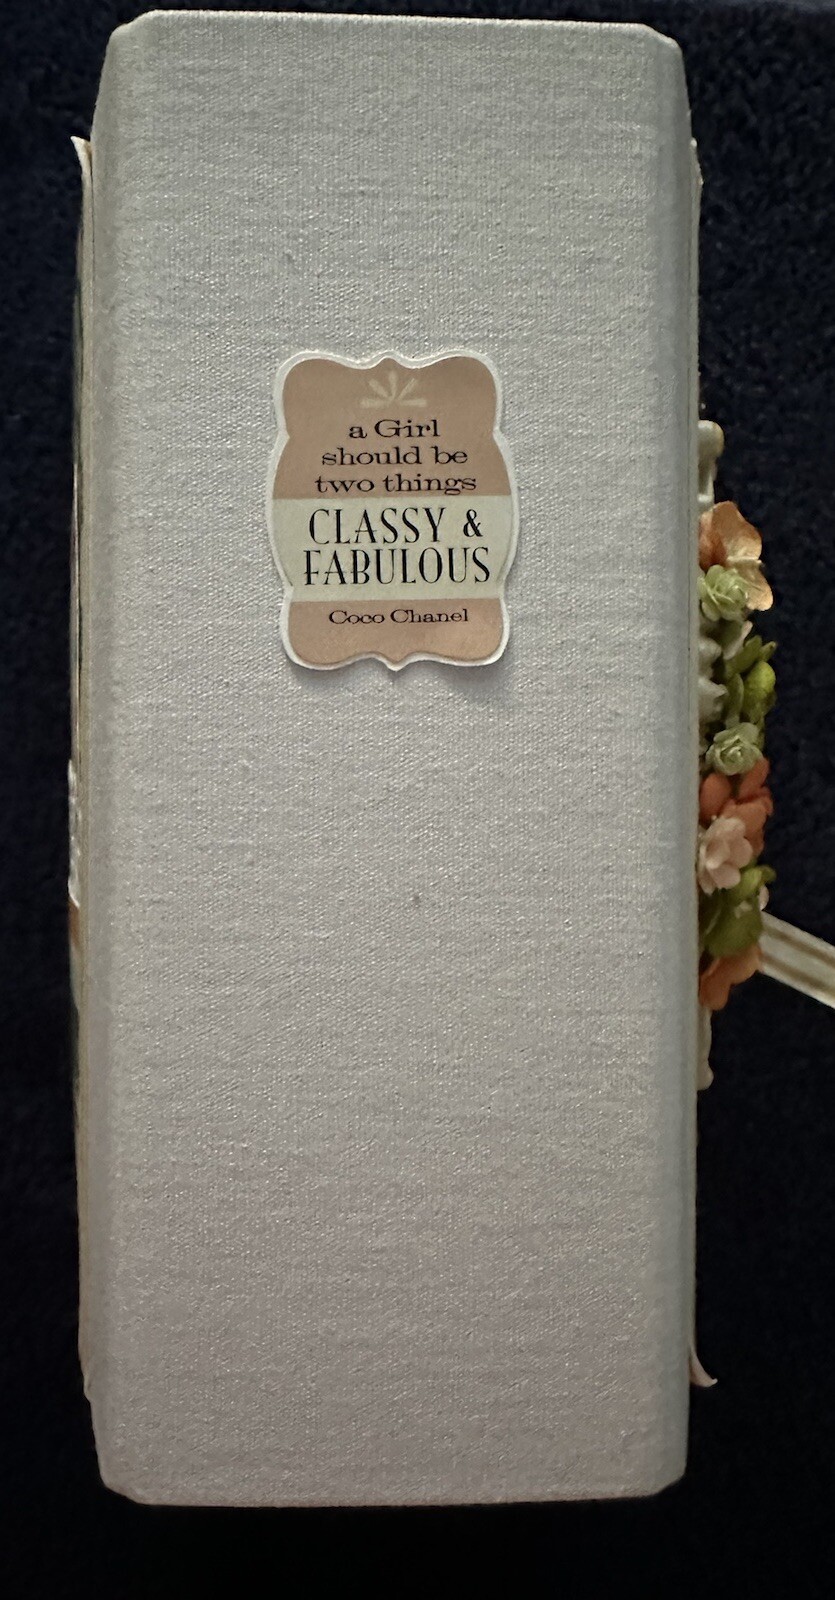 a Girl
should be
two things
CLASSY &
FABULOUS
Coco Chanel